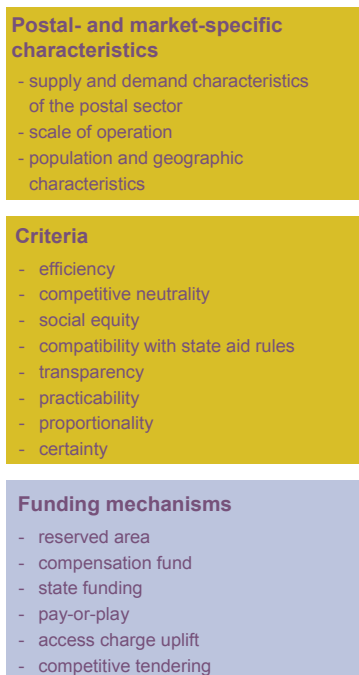 Postal- and market-specific
characteristics
- supply and demand characteristics
of the postal sector
- scale of operation
- population and geographic
characteristics
Criteria
- efficiency
- competitive neutrality
- social equity
- compatibility with state aid rules
- transparency
- practicability
- proportionality
- certainty
Funding mechanisms
- reserved area
- compensation fund
- state funding
- pay-or-play
- access charge uplift
- competitive tendering